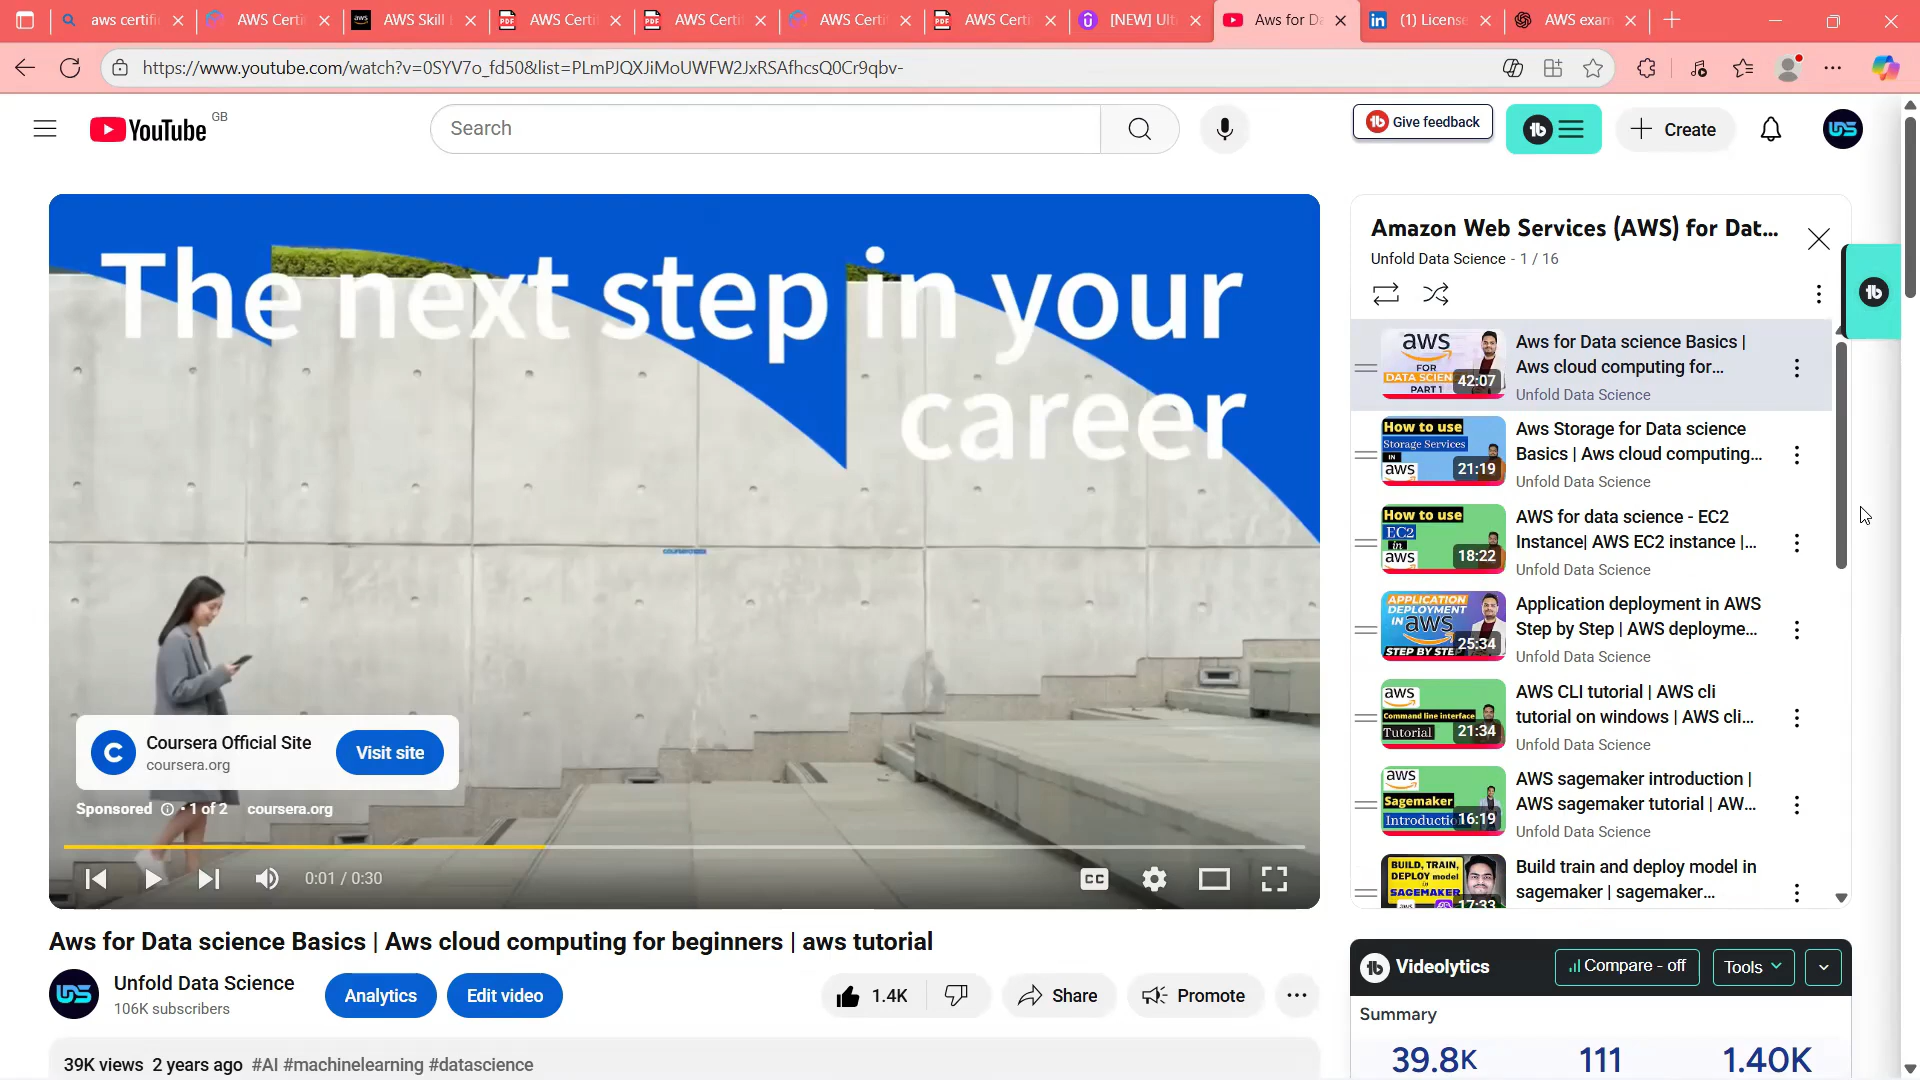 aws certifi
AWS Certi
AWS Skill
AWS Certi
AWS Certi
AWS Certi
AWS Certi
[NEW] Ult
Aws for Da
(1) License
AWS exam
https://www.youtube.com/watch?v=0SYV7o_fd50&list=PLmPJQXJiMoUWFW2JxRSAfhcsQ0Cr9qbv-
YouTube GB
Search
Give feedback
Create
The next step in your
career
Coursera Official Site
coursera.org
Visit site
Sponsored · 1 of 2 coursera.org
0:01 / 0:30
CC
Aws for Data science Basics | Aws cloud computing for beginners | aws tutorial
Unfold Data Science
106K subscribers
Analytics
Edit video
1.4K
Share
Promote
39K views 2 years ago #AI #machinelearning #datascience
Amazon Web Services (AWS) for Dat...
Unfold Data Science - 1 / 16
aws
FOR
DATA SCIEN
PART 1
42:07
Aws for Data science Basics |
Aws cloud computing for...
Unfold Data Science
How to use
Storage Services
IN
aws
21:19
Aws Storage for Data science
Basics | Aws cloud computing...
Unfold Data Science
How to use
EC2
in
aws
18:22
AWS for data science - EC2
Instance| AWS EC2 instance |...
Unfold Data Science
APPLICATION
DEPLOYMENT
IN aws
STEP BY STE
25:34
Application deployment in AWS
Step by Step | AWS deployme...
Unfold Data Science
aws
Command line interface
Tutorial
21:34
AWS CLI tutorial | AWS cli
tutorial on windows | AWS cli...
Unfold Data Science
aws
Sagemaker
Introductio
16:19
AWS sagemaker introduction |
AWS sagemaker tutorial | AW...
Unfold Data Science
BUILD, TRAIN,
DEPLOY model
in
SAGEMAKER
17:33
Build train and deploy model in
sagemaker | sagemaker...
Videolytics
Compare - off
Tools
Summary
39.8K
111
1.40K